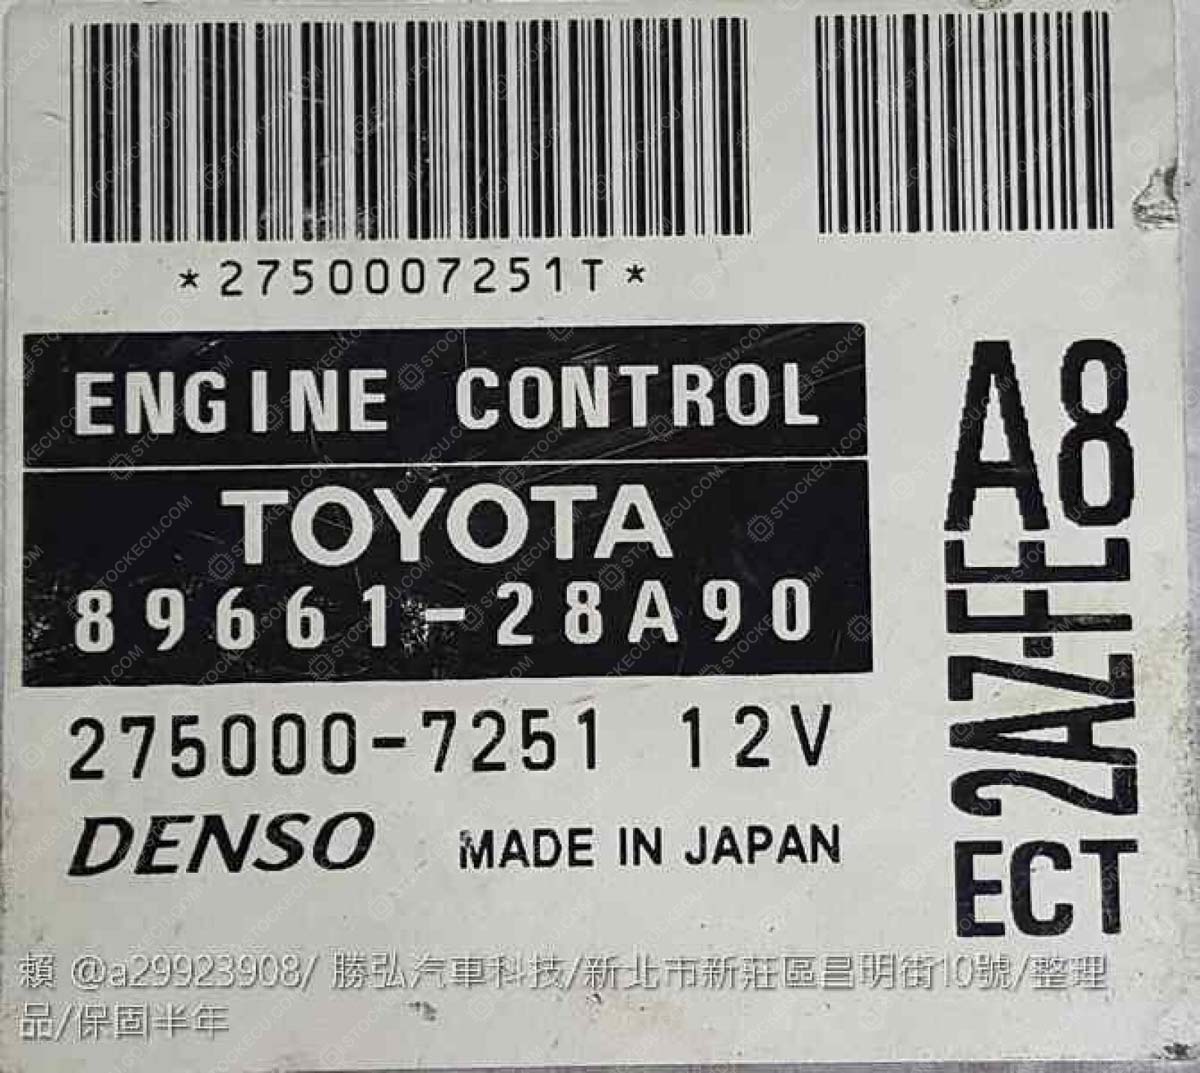 *2750007251T*
ENGINE CONTROL
TOYOTA
89661-28A90
275000-7251 12V
DENSO MADE IN JAPAN
A8
2AZ-FE
ECT
賴 @a29923908/ 勝弘汽車科技/新北市新莊區昌明街10號/整理
品/保固半年
STOCKECU.COM